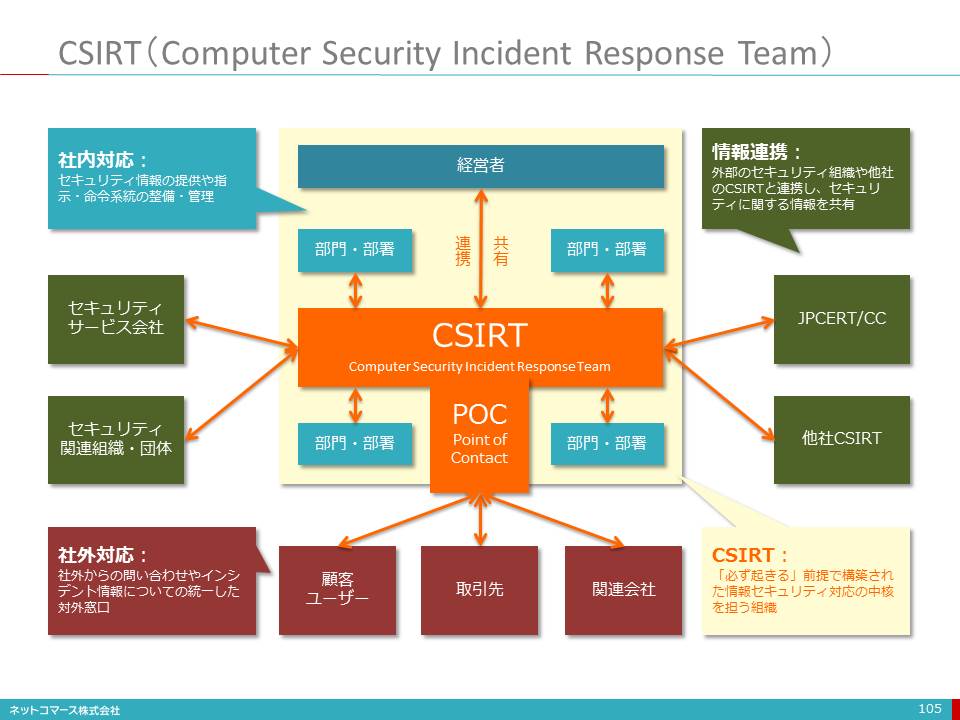 CSIRT（Computer Security Incident Response Team）
社内対応：
セキュリティ情報の提供や指
示・命令系統の整備・管理
経営者
情報連携：
外部のセキュリティ組織や他社
のCSIRTと連携し、セキュリ
ティに関する情報を共有
部門・部署
連携
共有
部門・部署
セキュリティ
サービス会社
CSIRT
Computer Security Incident Response Team
JPCERT/CC
セキュリティ
関連組織・団体
部門・部署
POC
Point of
Contact
部門・部署
他社CSIRT
社外対応：
社外からの問い合わせやインシ
デント情報についての統一した
対外窓口
顧客
ユーザー
取引先
関連会社
CSIRT：
「必ず起きる」前提で構築され
た情報セキュリティ対応の中核
を担う組織
ネットコマース株式会社
105